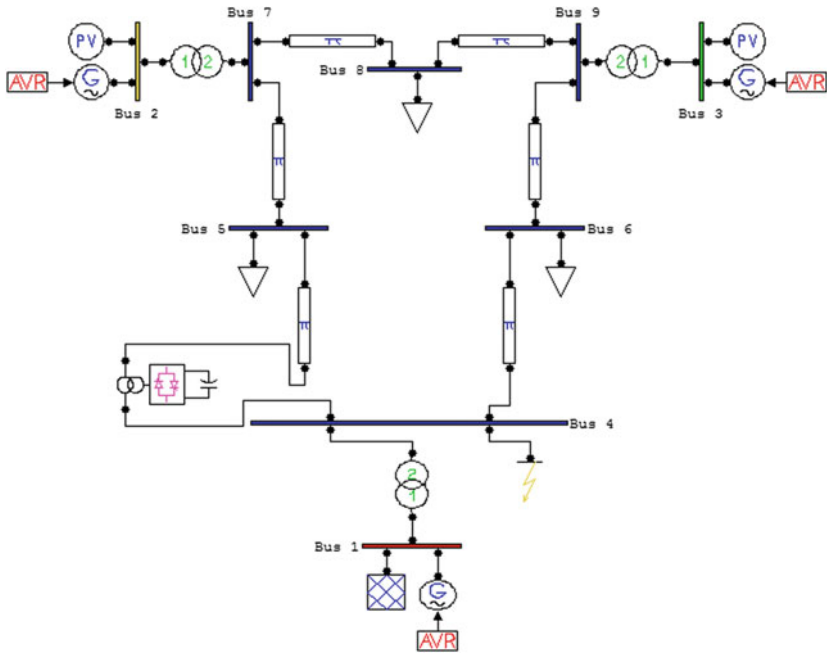 Bus 7
Bus 9
PV
1 2
π
π
2 1
PV
AVR
G
Bus 8
G
AVR
Bus 2
Bus 3
π
π
Bus 5
Bus 6
π
π
Bus 4
2
1
Bus 1
G
AVR